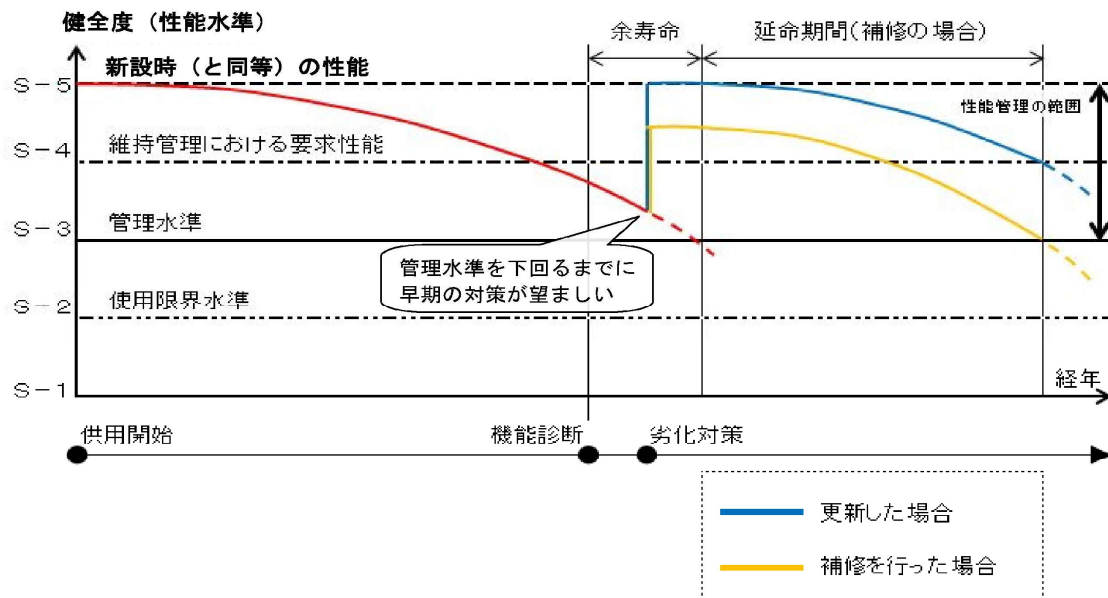 健全度（性能水準）
余寿命
延命期間（補修の場合）
新設時（と同等）の性能
S－5
性能管理の範囲
維持管理における要求性能
S－4
管理水準
S－3
管理水準を下回るまでに
早期の対策が望ましい
使用限界水準
S－2
S－1
経年
供用開始
機能診断
劣化対策
更新した場合
補修を行った場合